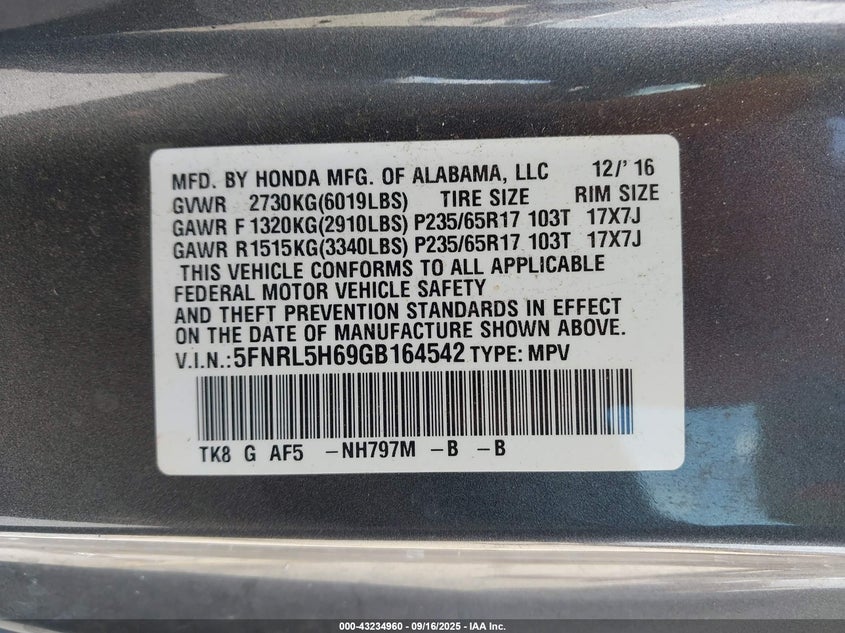 MFD. BY HONDA MFG. OF ALABAMA, LLC 12/' 16
GVWR 2730KG(6019LBS) TIRE SIZE RIM SIZE
GAWR F 1320KG(2910LBS) P235/65R17 103T 17X7J
GAWR R1515KG(3340LBS) P235/65R17 103T 17X7J
THIS VEHICLE CONFORMS TO ALL APPLICABLE
FEDERAL MOTOR VEHICLE SAFETY
AND THEFT PREVENTION STANDARDS IN EFFECT
ON THE DATE OF MANUFACTURE SHOWN ABOVE.
V.I.N.:5FNRL5H69GB164542 TYPE: MPV
TK8 G AF5 -NH797M -B -B
000-43234960 - 09/16/2025 - IAA Inc.